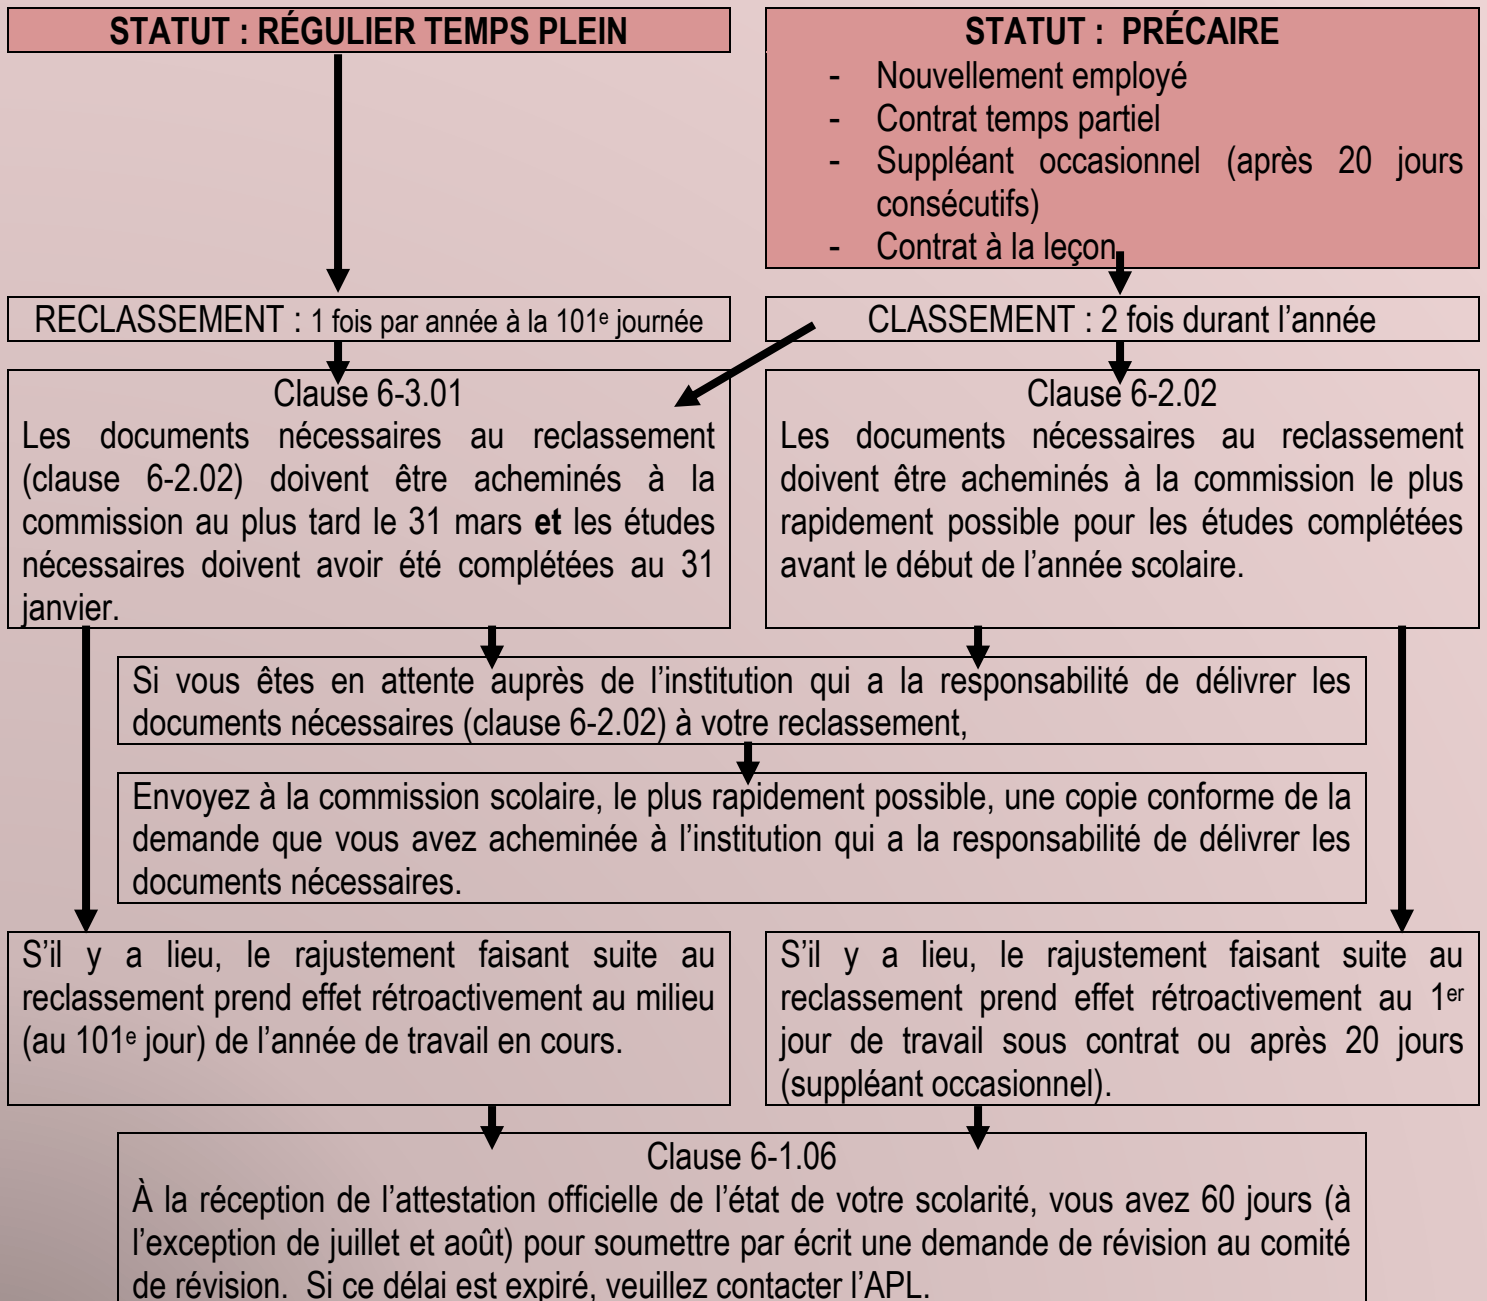 STATUT : RÉGULIER TEMPS PLEIN
STATUT : PRÉCAIRE
- Nouvellement employé
- Contrat temps partiel
- Suppléant occasionnel (après 20 jours
consécutifs)
- Contrat à la leçon
RECLASSEMENT : 1 fois par année à la 101e journée
CLASSEMENT : 2 fois durant l’année
Clause 6-3.01
Les documents nécessaires au reclassement
(clause 6-2.02) doivent être acheminés à la
commission au plus tard le 31 mars et les études
nécessaires doivent avoir été complétées au 31
janvier.
Clause 6-2.02
Les documents nécessaires au reclassement
doivent être acheminés à la commission le plus
rapidement possible pour les études complétées
avant le début de l’année scolaire.
Si vous êtes en attente auprès de l’institution qui a la responsabilité de délivrer les
documents nécessaires (clause 6-2.02) à votre reclassement,
Envoyez à la commission scolaire, le plus rapidement possible, une copie conforme de la
demande que vous avez acheminée à l’institution qui a la responsabilité de délivrer les
documents nécessaires.
S’il y a lieu, le rajustement faisant suite au
reclassement prend effet rétroactivement au milieu
(au 101e jour) de l’année de travail en cours.
S’il y a lieu, le rajustement faisant suite au
reclassement prend effet rétroactivement au 1er
jour de travail sous contrat ou après 20 jours
(suppléant occasionnel).
Clause 6-1.06
À la réception de l’attestation officielle de l’état de votre scolarité, vous avez 60 jours (à
l’exception de juillet et août) pour soumettre par écrit une demande de révision au comité
de révision. Si ce délai est expiré, veuillez contacter l’APL.